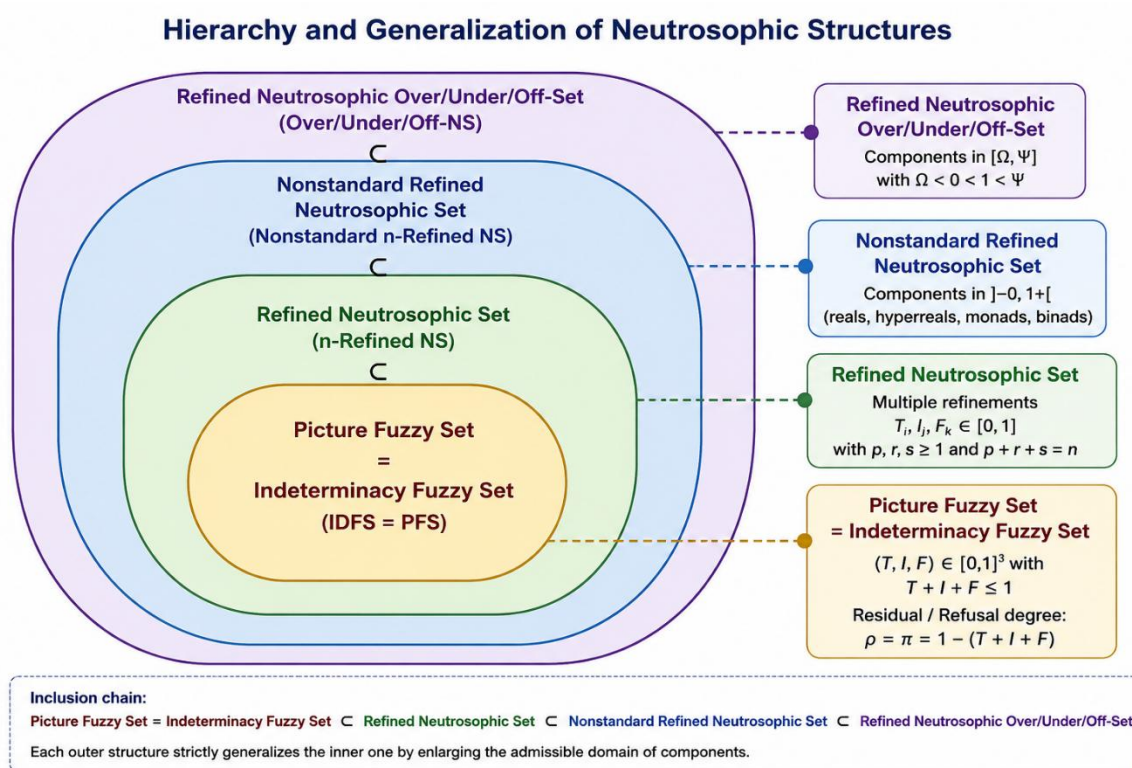 Hierarchy and Generalization of Neutrosophic Structures
Refined Neutrosophic Over/Under/Off-Set
(Over/Under/Off-NS)
⊂
Nonstandard Refined
Neutrosophic Set
(Nonstandard n-Refined NS)
⊂
Refined Neutrosophic Set
(n-Refined NS)
⊂
Picture Fuzzy Set
=
Indeterminacy Fuzzy Set
(IDFS = PFS)
Refined Neutrosophic
Over/Under/Off-Set
Components in [Ω, Ψ]
with Ω < 0 < 1 < Ψ
Nonstandard Refined
Neutrosophic Set
Components in ]−0, 1+[
(reals, hyperreals, monads, binads)
Refined Neutrosophic Set
Multiple refinements
Tᵢ, Iⱼ, Fₖ ∈ [0, 1]
with p, r, s ≥ 1 and p + r + s = n
Picture Fuzzy Set
= Indeterminacy Fuzzy Set
(T, I, F) ∈ [0,1]³ with
T + I + F ≤ 1
Residual / Refusal degree:
ρ = π = 1 − (T + I + F)
Inclusion chain:
Picture Fuzzy Set = Indeterminacy Fuzzy Set ⊂ Refined Neutrosophic Set ⊂ Nonstandard Refined Neutrosophic Set ⊂ Refined Neutrosophic Over/Under/Off-Set
Each outer structure strictly generalizes the inner one by enlarging the admissible domain of components.